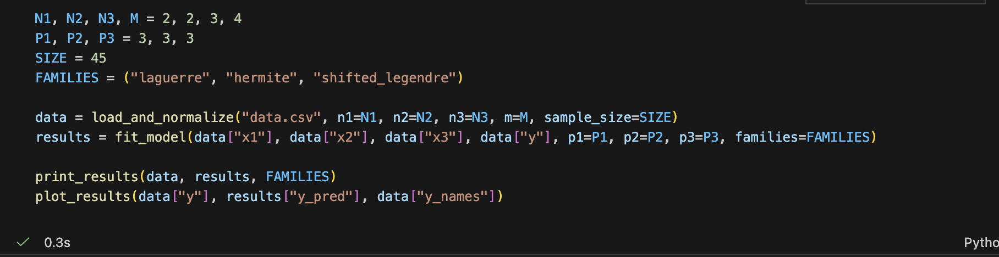 N1, N2, N3, M = 2, 2, 3, 4
P1, P2, P3 = 3, 3, 3
SIZE = 45
FAMILIES = ("laguerre", "hermite", "shifted_legendre")
data = load_and_normalize("data.csv", n1=N1, n2=N2, n3=N3, m=M, sample_size=SIZE)
results = fit_model(data["x1"], data["x2"], data["x3"], data["y"], p1=P1, p2=P2, p3=P3, families=FAMILIES)
print_results(data, results, FAMILIES)
plot_results(data["y"], results["y_pred"], data["y_names"])
0.3s
Pytho